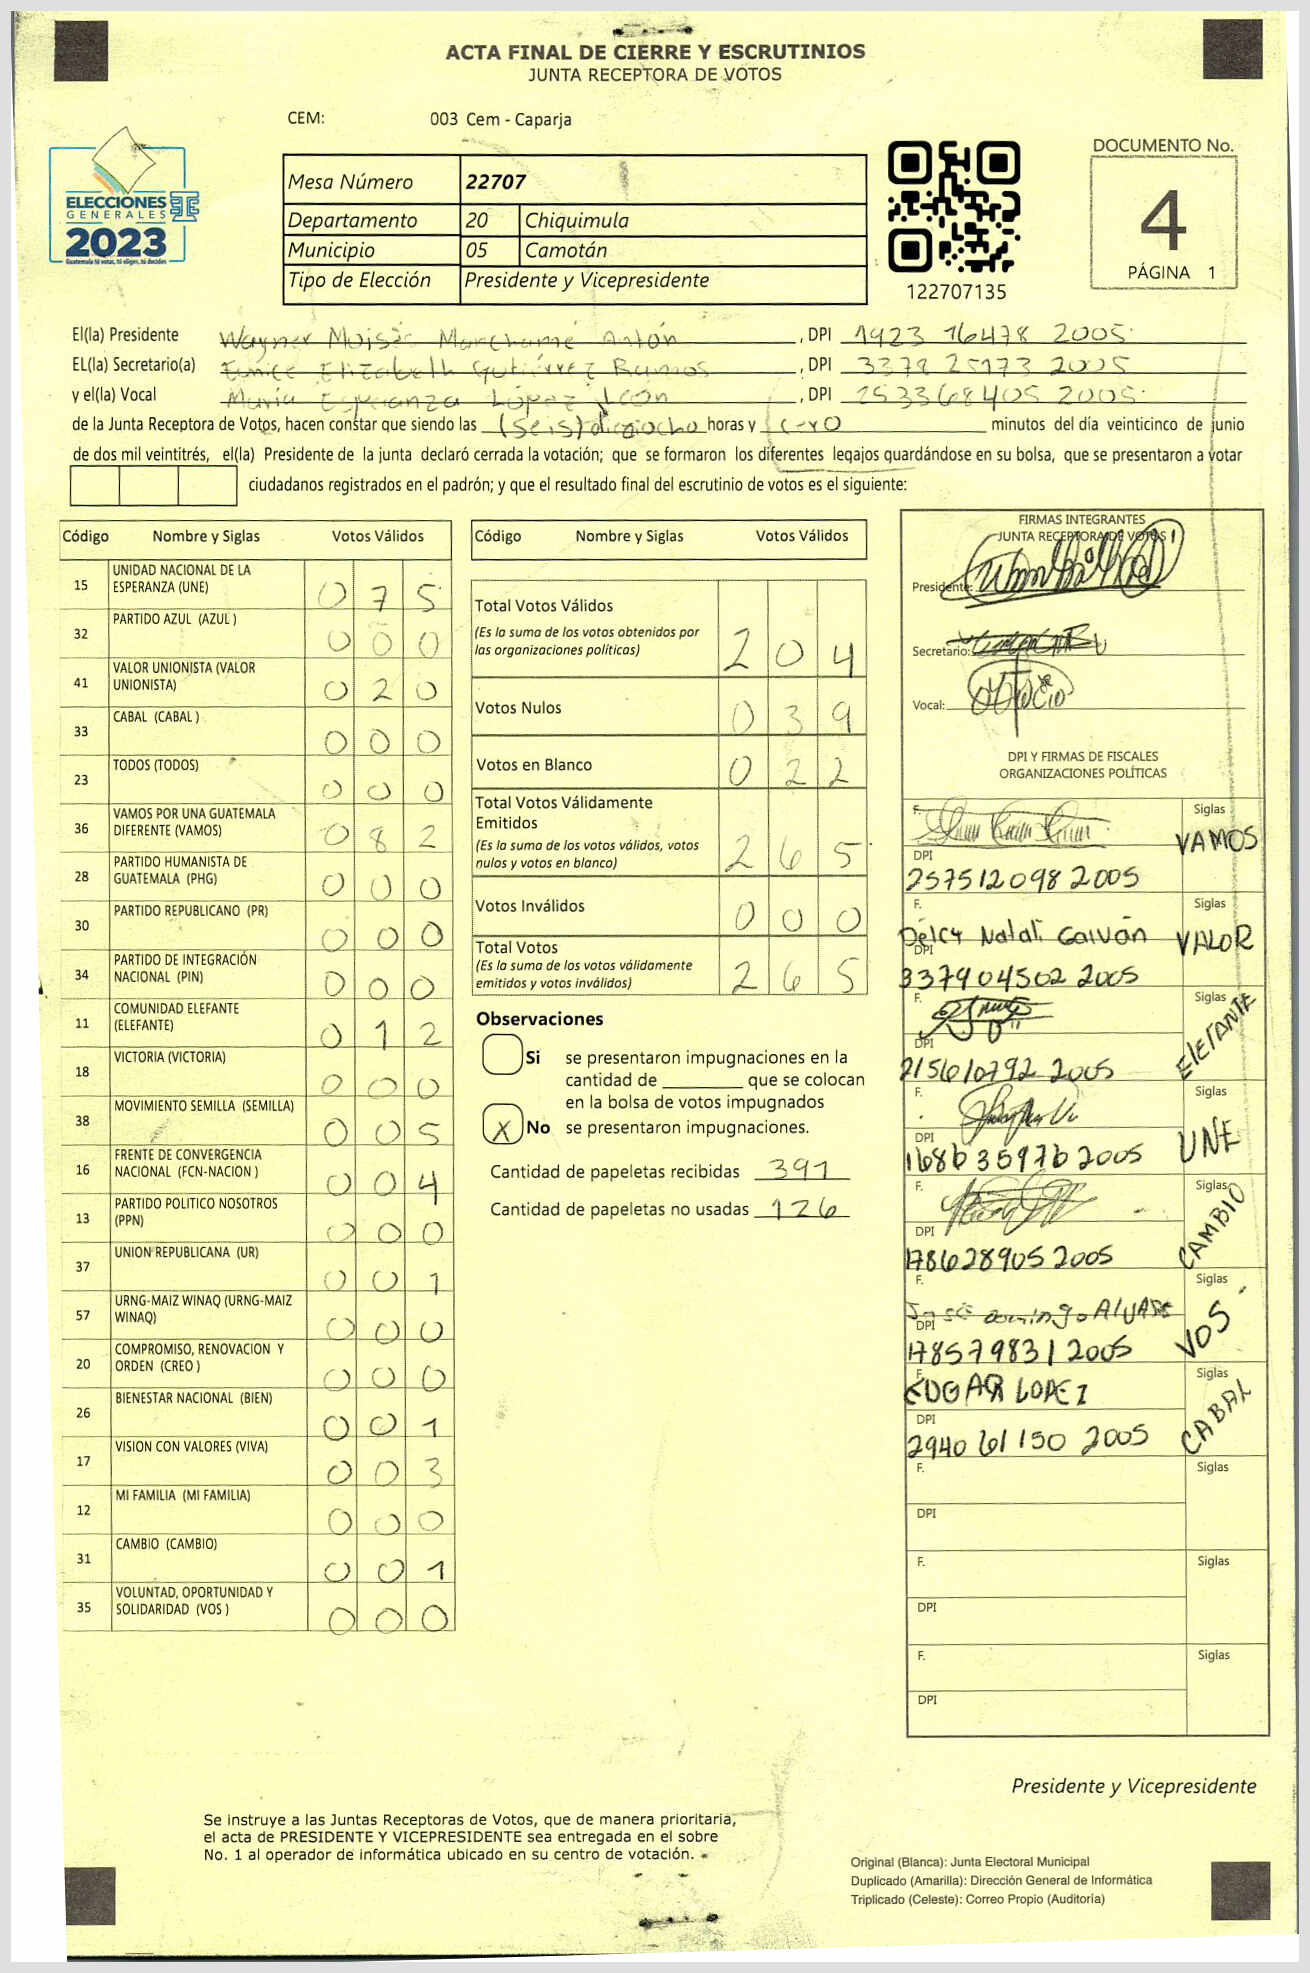 ACTA FINAL DE CIERRE Y ESCRUTINIOS
JUNTA RECEPTORA DE VOTOS
CEM: 003 Cem - Caparja
ELECCIONES
GENERALES
2023
Guatemala tú votas, tú eliges, tú decides
Mesa Número 22707
Departamento 20 Chiquimula
Municipio 05 Camotán
Tipo de Elección Presidente y Vicepresidente
122707135
DOCUMENTO No.
4
PÁGINA 1
El(la) Presidente Wagner Moisés Marchamé Antón, DPI 1923 16478 2005
EL(la) Secretario(a) Eunice Elizabeth Gutiérrez Ramos, DPI 3378 25173 2005
y el(la) Vocal María Esperanza López León, DPI 253368405 2005
de la Junta Receptora de Votos, hacen constar que siendo las (seis) dieciocho horas y cero minutos del día veinticinco de junio
de dos mil veintitrés, el(la) Presidente de la junta declaró cerrada la votación; que se formaron los diferentes legajos guardándose en su bolsa, que se presentaron a votar
ciudadanos registrados en el padrón; y que el resultado final del escrutinio de votos es el siguiente:
Código Nombre y Siglas Votos Válidos
15 UNIDAD NACIONAL DE LA ESPERANZA (UNE) 0 7 5
32 PARTIDO AZUL (AZUL ) 0 0 0
41 VALOR UNIONISTA (VALOR UNIONISTA) 0 2 0
33 CABAL (CABAL ) 0 0 0
23 TODOS (TODOS) 0 0 0
36 VAMOS POR UNA GUATEMALA DIFERENTE (VAMOS) 0 8 2
28 PARTIDO HUMANISTA DE GUATEMALA (PHG) 0 0 0
30 PARTIDO REPUBLICANO (PR) 0 0 0
34 PARTIDO DE INTEGRACIÓN NACIONAL (PIN) 0 0 0
11 COMUNIDAD ELEFANTE (ELEFANTE) 0 1 2
18 VICTORIA (VICTORIA) 0 0 0
38 MOVIMIENTO SEMILLA (SEMILLA) 0 0 5
16 FRENTE DE CONVERGENCIA NACIONAL (FCN-NACION ) 0 0 4
13 PARTIDO POLITICO NOSOTROS (PPN) 0 0 0
37 UNION REPUBLICANA (UR) 0 0 1
57 URNG-MAIZ WINAQ (URNG-MAIZ WINAQ) 0 0 0
20 COMPROMISO, RENOVACION Y ORDEN (CREO ) 0 0 0
26 BIENESTAR NACIONAL (BIEN) 0 0 1
17 VISION CON VALORES (VIVA) 0 0 3
12 MI FAMILIA (MI FAMILIA) 0 0 0
31 CAMBIO (CAMBIO) 0 0 1
35 VOLUNTAD, OPORTUNIDAD Y SOLIDARIDAD (VOS ) 0 0 0
Código Nombre y Siglas Votos Válidos
Total Votos Válidos
(Es la suma de los votos obtenidos por
las organizaciones políticas) 2 0 4
Votos Nulos 0 3 9
Votos en Blanco 0 2 2
Total Votos Válidamente
Emitidos
(Es la suma de los votos válidos, votos
nulos y votos en blanco) 2 6 5
Votos Inválidos 0 0 0
Total Votos
(Es la suma de los votos válidamente
emitidos y votos inválidos) 2 6 5
Observaciones
Si se presentaron impugnaciones en la
cantidad de ________ que se colocan
en la bolsa de votos impugnados
X No se presentaron impugnaciones.
Cantidad de papeletas recibidas 391
Cantidad de papeletas no usadas 126
FIRMAS INTEGRANTES
JUNTA RECEPTORA DE VOTOS
Presidente:
Secretario:
Vocal:
DPI Y FIRMAS DE FISCALES
ORGANIZACIONES POLÍTICAS
F. Siglas VAMOS
DPI 257512098 2005
F. Delcy Natali Galván Siglas VALOR
DPI 337904502 2005
F. Siglas ELEFANTE
DPI 215610792 2005
F. Siglas UNE
DPI 168635976 2005
F. Siglas CAMBIO
DPI 178628905 2005
F. José Domingo Siglas VOS
DPI 178579831 2005
F. EDGAR LOPEZ Siglas CABAL
DPI 2940 61150 2005
F. Siglas
DPI
F. Siglas
DPI
F. Siglas
DPI
Presidente y Vicepresidente
Se instruye a las Juntas Receptoras de Votos, que de manera prioritaria,
el acta de PRESIDENTE Y VICEPRESIDENTE sea entregada en el sobre
No. 1 al operador de informática ubicado en su centro de votación.
Original (Blanca): Junta Electoral Municipal
Duplicado (Amarilla): Dirección General de Informática
Triplicado (Celeste): Correo Propio (Auditoría)